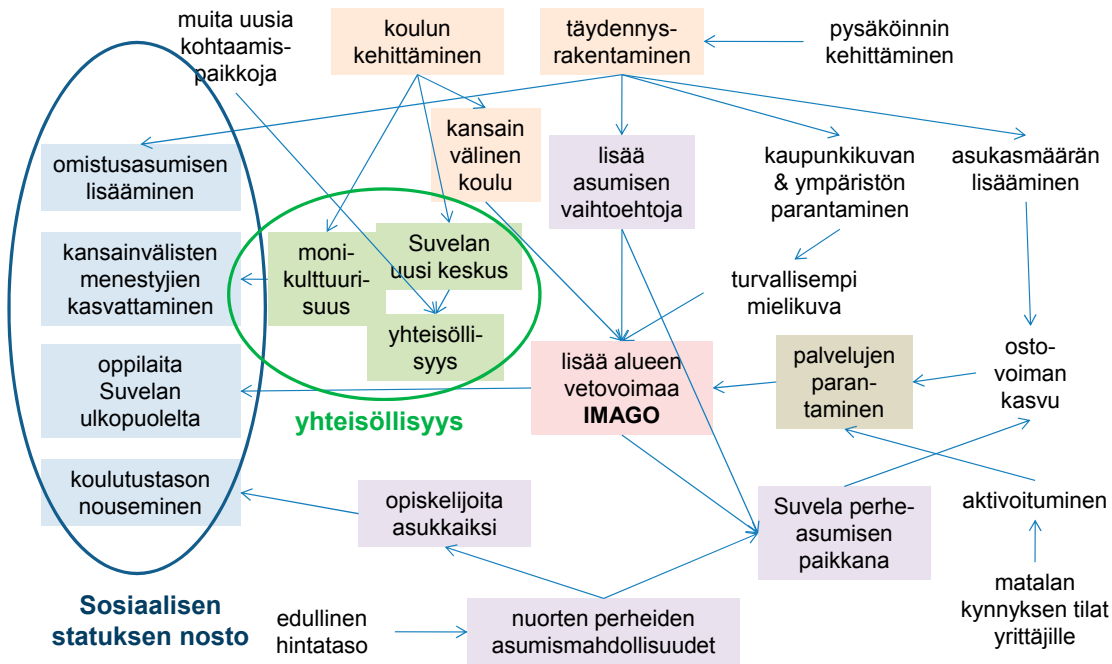 muita uusia
kohtaamis-
paikkoja
koulun
kehittäminen
täydennys-
rakentaminen
pysäköinnin
kehittäminen
omistusasumisen
lisääminen
kansain
välinen
koulu
lisää
asumisen
vaihtoehtoja
kaupunkikuvan
& ympäristön
parantaminen
asukasmäärän
lisääminen
kansainvälisten
menestyjien
kasvattaminen
moni-
kulttuuri-
suus
Suvelan
uusi keskus
turvallisempi
mielikuva
yhteisölli-
syys
oppilaita
Suvelan
ulkopuolelta
yhteisöllisyys
lisää alueen
vetovoimaa
IMAGO
palvelujen
paran-
taminen
osto-
voiman
kasvu
koulutustason
nouseminen
opiskelijoita
asukkaiksi
Suvela perhe-
asumisen
paikkana
aktivoituminen
Sosiaalisen
statuksen nosto
edullinen
hintataso
nuorten perheiden
asumismahdollisuudet
matalan
kynnyksen tilat
yrittäjille